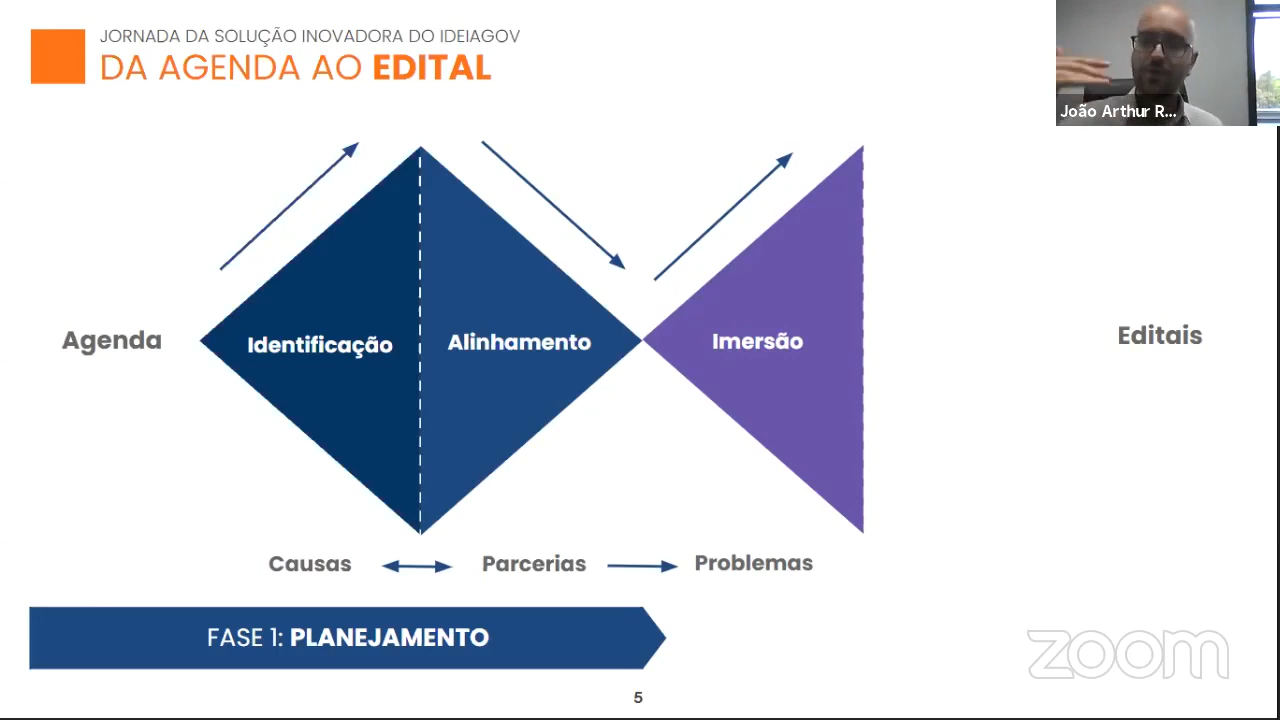 JORNADA DA SOLUÇÃO INOVADORA DO IDEIAGOV
DA AGENDA AO EDITAL
João Arthur R...
Agenda
Identificação
Alinhamento
Imersão
Editais
Causas
Parcerias
Problemas
FASE 1: PLANEJAMENTO
zoom
5